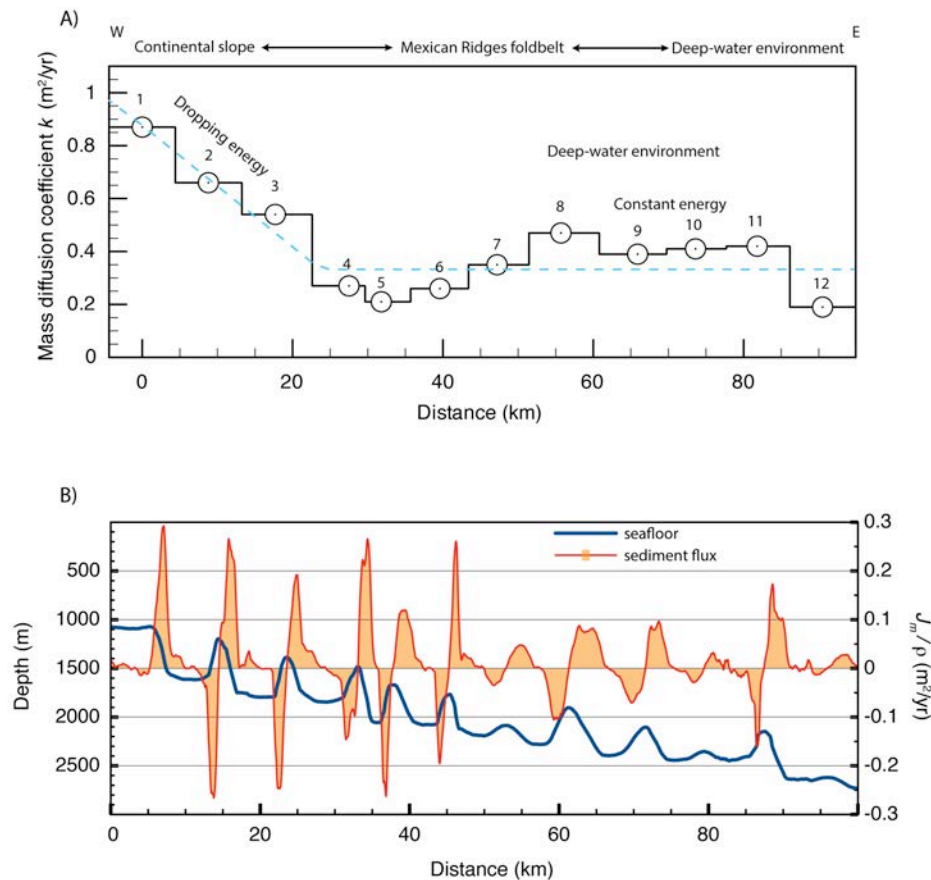 A)
W E
Continental slope Mexican Ridges foldbelt Deep-water environment
Mass diffusion coefficient k (m²/yr)
1
0.8
0.6
0.4
0.2
0
1
2
3
4
5
6
7
8
9
10
11
12
Dropping energy
Deep-water environment
Constant energy
0 20 40 60 80
Distance (km)
B)
seafloor
sediment flux
Depth (m)
500
1000
1500
2000
2500
0.3
0.2
0.1
0
-0.1
-0.2
-0.3
J_m / ρ (m²/yr)
0 20 40 60 80
Distance (km)